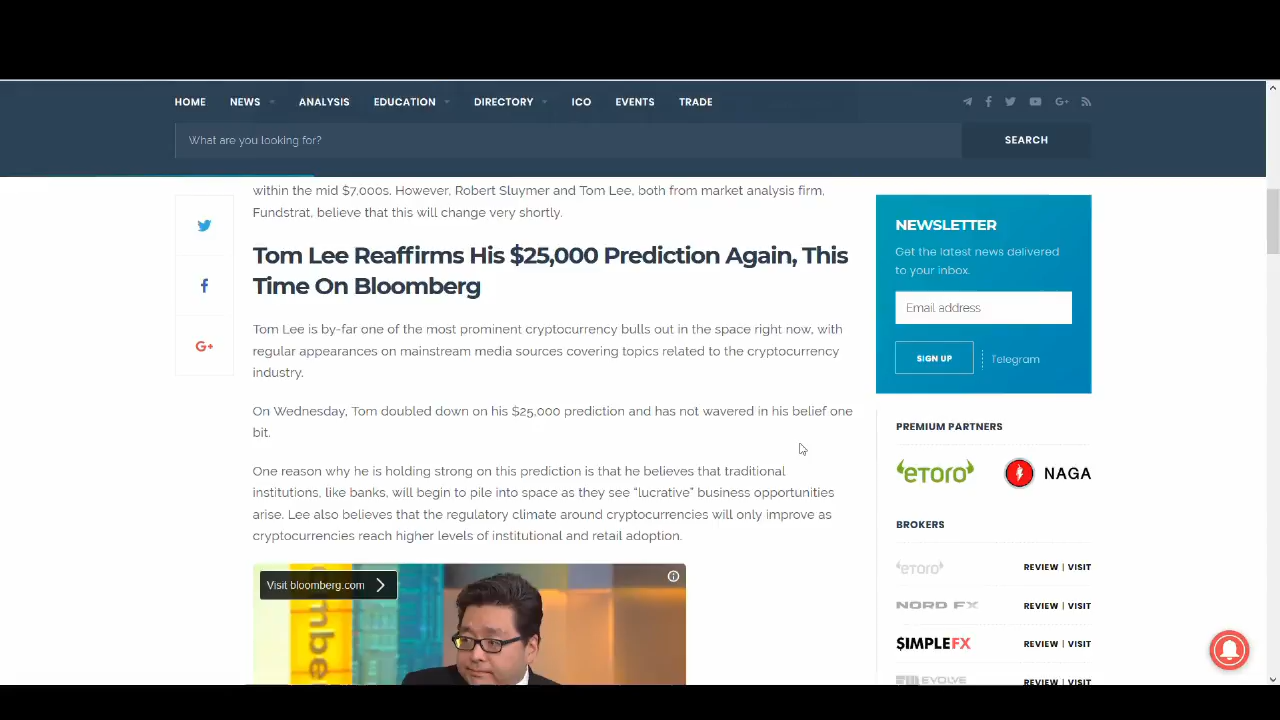 HOME NEWS ANALYSIS EDUCATION DIRECTORY ICO EVENTS TRADE
What are you looking for?
SEARCH
within the mid $7,000s. However, Robert Sluymer and Tom Lee, both from market analysis firm,
Fundstrat, believe that this will change very shortly.
Tom Lee Reaffirms His $25,000 Prediction Again, This
Time On Bloomberg
Tom Lee is by-far one of the most prominent cryptocurrency bulls out in the space right now, with
regular appearances on mainstream media sources covering topics related to the cryptocurrency
industry.
On Wednesday, Tom doubled down on his $25,000 prediction and has not wavered in his belief one
bit.
One reason why he is holding strong on this prediction is that he believes that traditional
institutions, like banks, will begin to pile into space as they see “lucrative” business opportunities
arise. Lee also believes that the regulatory climate around cryptocurrencies will only improve as
cryptocurrencies reach higher levels of institutional and retail adoption.
Visit bloomberg.com
mbe
NEWSLETTER
Get the latest news delivered
to your inbox.
Email address
SIGN UP Telegram
PREMIUM PARTNERS
etoro NAGA
BROKERS
etoro REVIEW | VISIT
NORD FX REVIEW | VISIT
$IMPLEFX REVIEW | VISIT
EVOLVE REVIEW | VISIT
G+